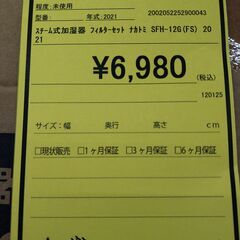 程度:未使用
型番: 年式:2021 2002052252900043
スチーム式加湿器 フィルターセット ナカトミ SFH-12G(FS) 20
21
¥6,980
(税込)
120125
サイズ:幅 奥行 高さ cm
□現状販売 □1ヶ月保証 □3ヶ月保証 □6ヶ月保証